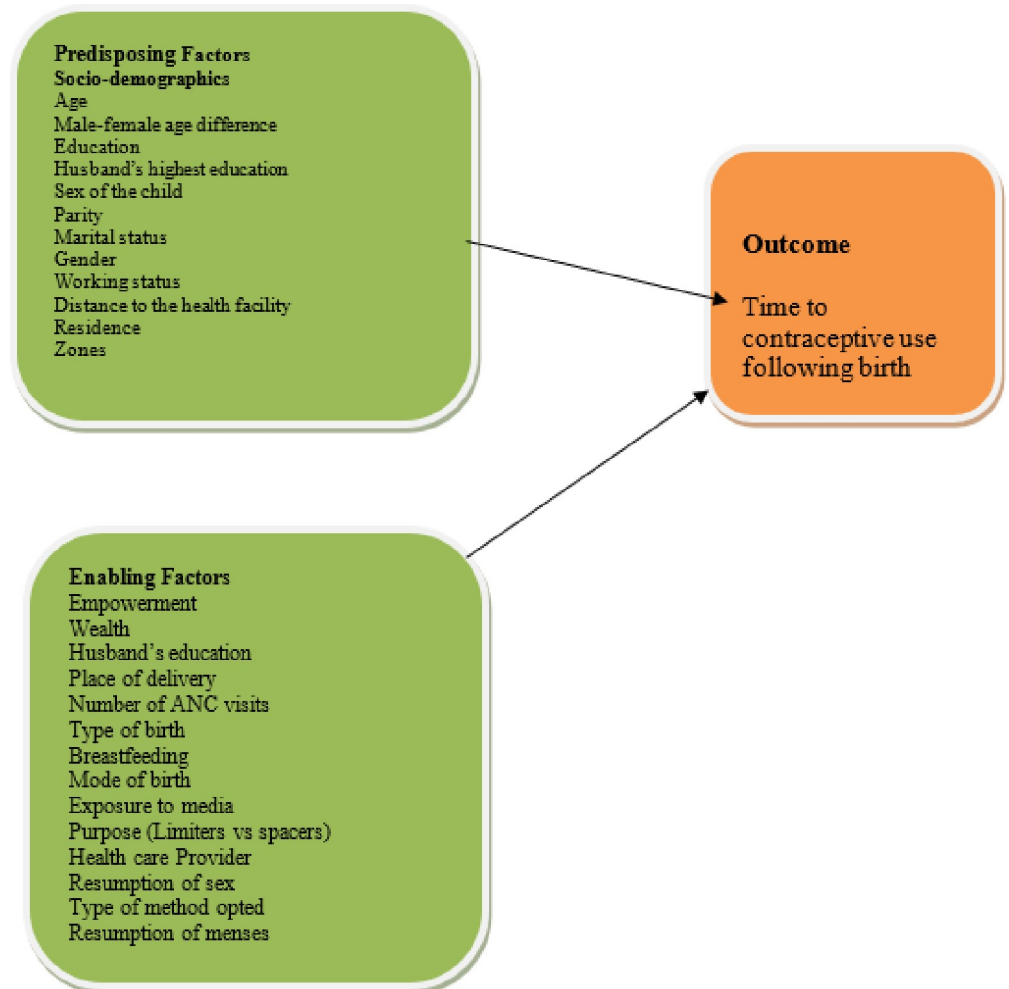 Predisposing Factors
Socio-demographics
Age
Male-female age difference
Education
Husband's highest education
Sex of the child
Parity
Marital status
Gender
Working status
Distance to the health facility
Residence
Zones
Outcome
Time to
contraceptive use
following birth
Enabling Factors
Empowerment
Wealth
Husband's education
Place of delivery
Number of ANC visits
Type of birth
Breastfeeding
Mode of birth
Exposure to media
Purpose (Limiters vs spacers)
Health care Provider
Resumption of sex
Type of method opted
Resumption of menses